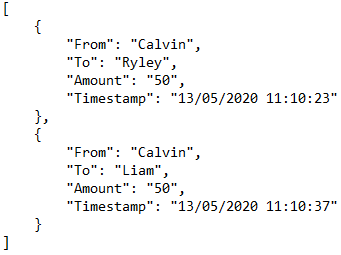 [
    {
        "From": "Calvin",
        "To": "Ryley",
        "Amount": "50",
        "Timestamp": "13/05/2020 11:10:23"
    },
    {
        "From": "Calvin",
        "To": "Liam",
        "Amount": "50",
        "Timestamp": "13/05/2020 11:10:37"
    }
]